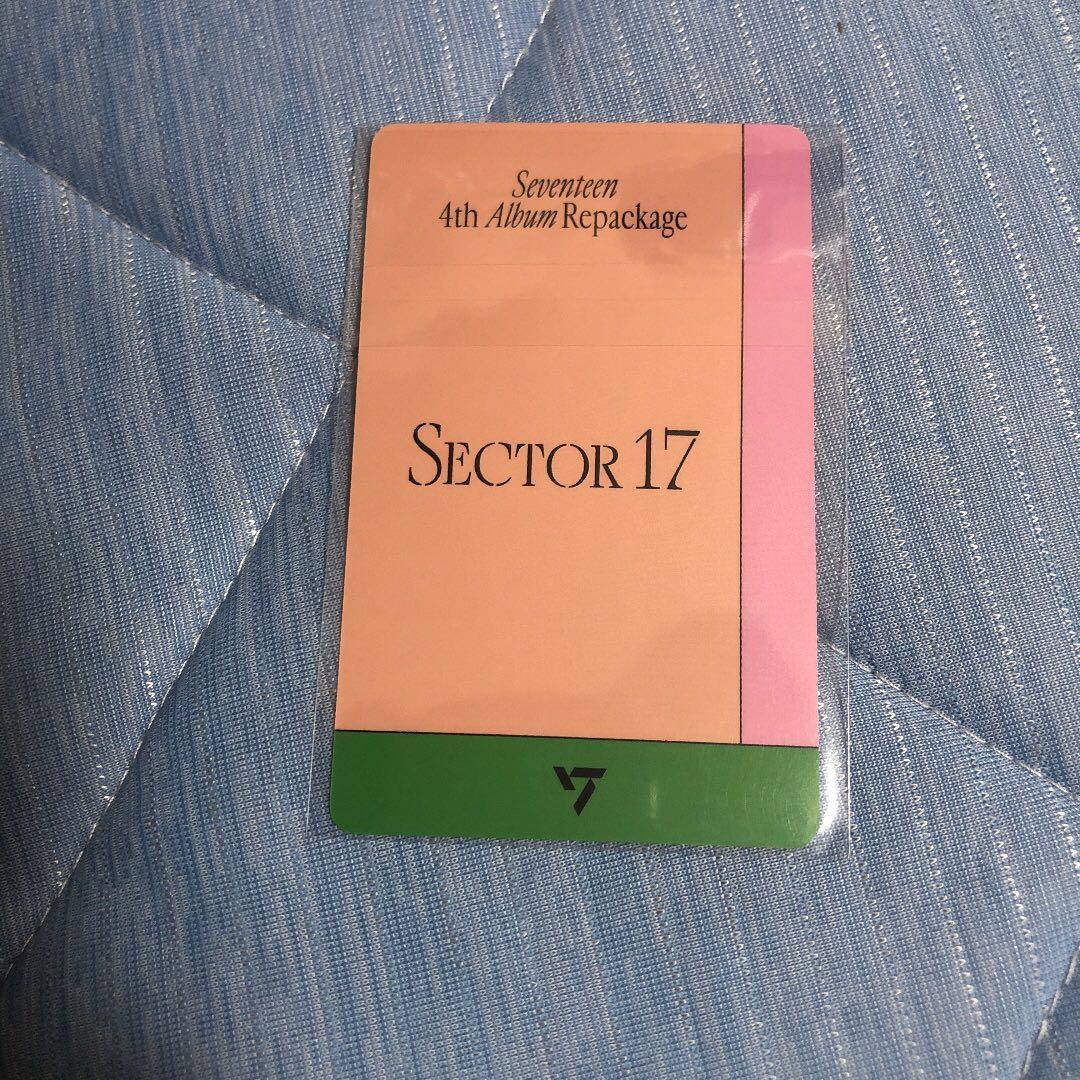 Seventeen
4th Album Repackage
SECTOR 17